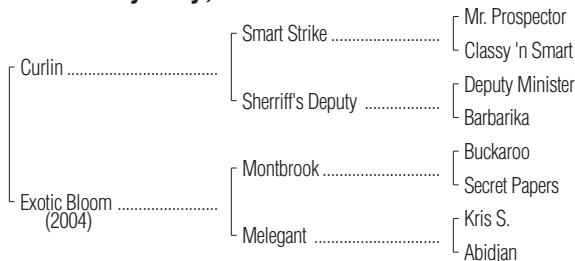 Mr. Prospector
Smart Strike ..............................
Classy 'n Smart
Curlin ..........................................
Deputy Minister
Sherriff's Deputy .....................
Barbarika
Buckaroo
Montbrook .................................
Secret Papers
Exotic Bloom ............................
(2004)
Kris S.
Melegant ...................................
Abidjan